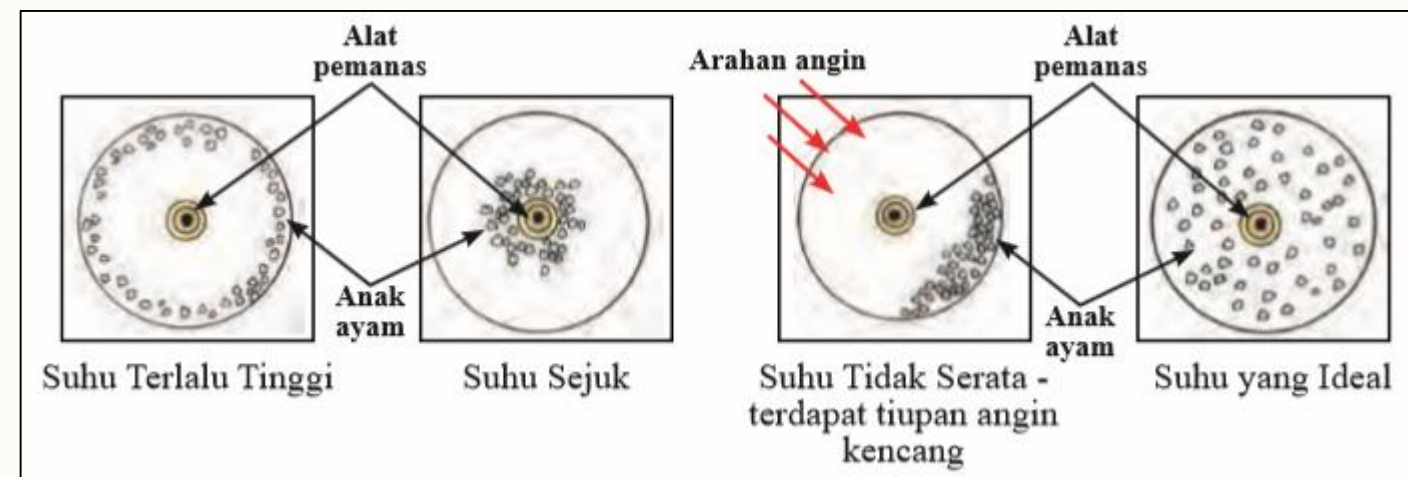 Alat
pemanas
Arahan angin
Alat
pemanas
Anak
ayam
Anak
ayam
Suhu Terlalu Tinggi
Suhu Sejuk
Suhu Tidak Serata -
terdapat tiupan angin
kencang
Suhu yang Ideal